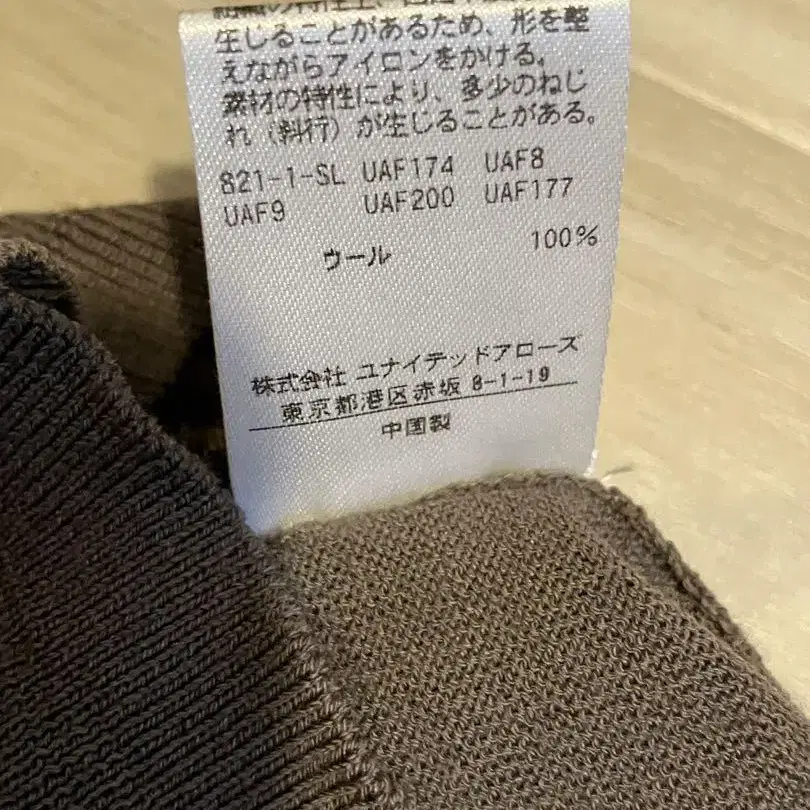 生じることがあるため、形を整
えながらアイロンをかける。
素材の特性により、多少のねじ
れ（斜行）が生じることがある。
821-1-SL UAF174 UAF8
UAF9 UAF200 UAF177
ウール 100%
株式会社 ユナイテッドアローズ
東京都港区赤坂 8-1-19
中国製